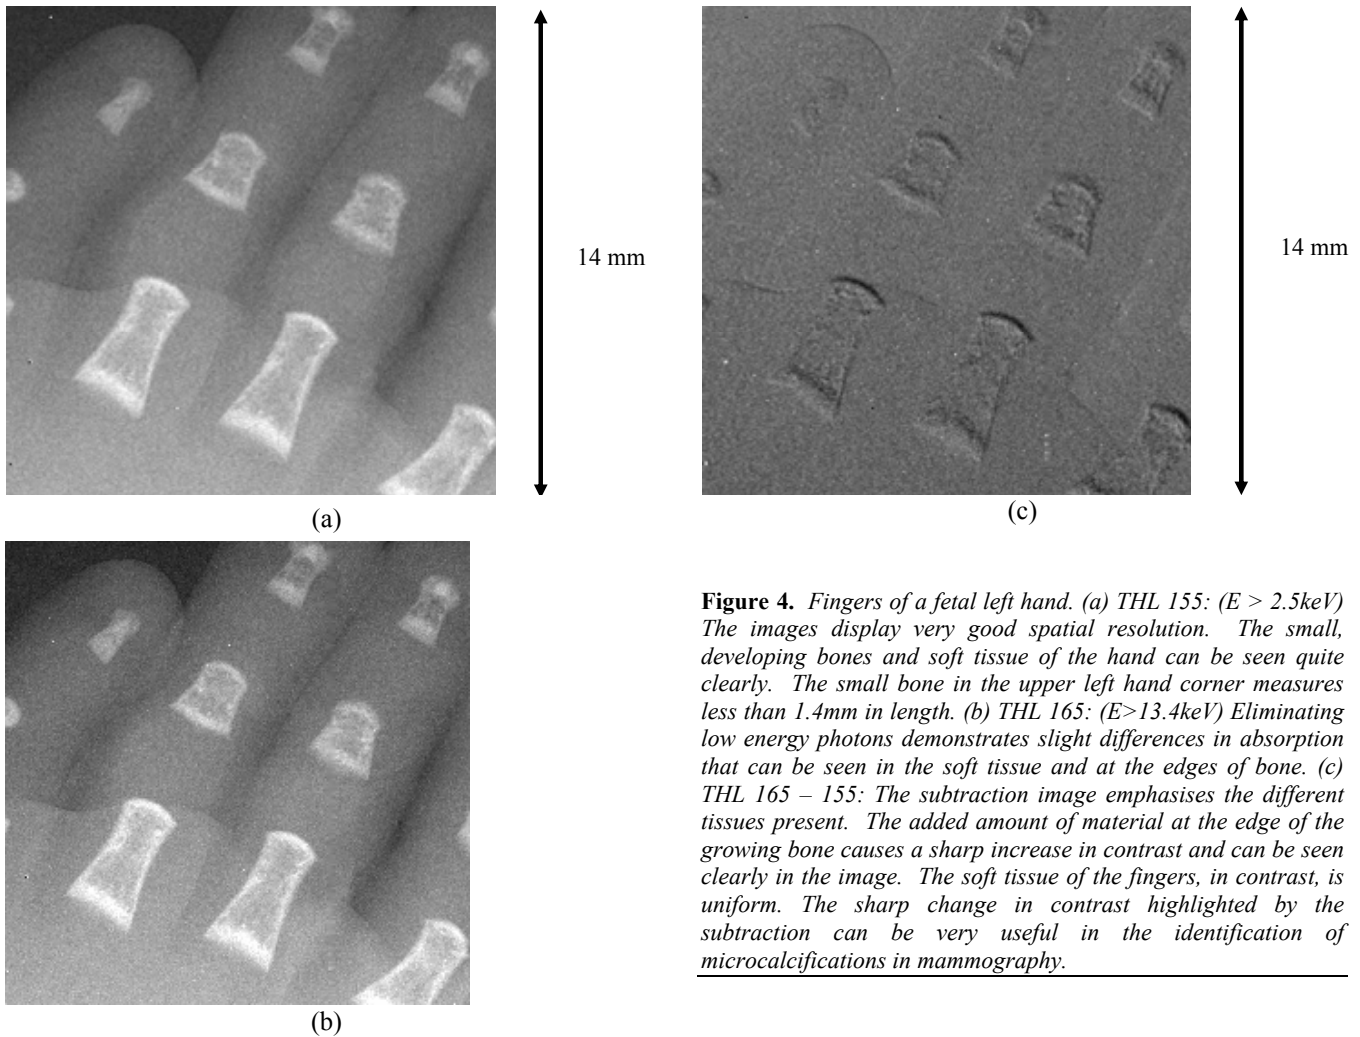 14 mm
14 mm
(a)
(c)
(b)
Figure 4. Fingers of a fetal left hand. (a) THL 155: (E > 2.5keV)
The images display very good spatial resolution. The small,
developing bones and soft tissue of the hand can be seen quite
clearly. The small bone in the upper left hand corner measures
less than 1.4mm in length. (b) THL 165: (E>13.4keV) Eliminating
low energy photons demonstrates slight differences in absorption
that can be seen in the soft tissue and at the edges of bone. (c)
THL 165 – 155: The subtraction image emphasises the different
tissues present. The added amount of material at the edge of the
growing bone causes a sharp increase in contrast and can be seen
clearly in the image. The soft tissue of the fingers, in contrast, is
uniform. The sharp change in contrast highlighted by the
subtraction can be very useful in the identification of
microcalcifications in mammography.